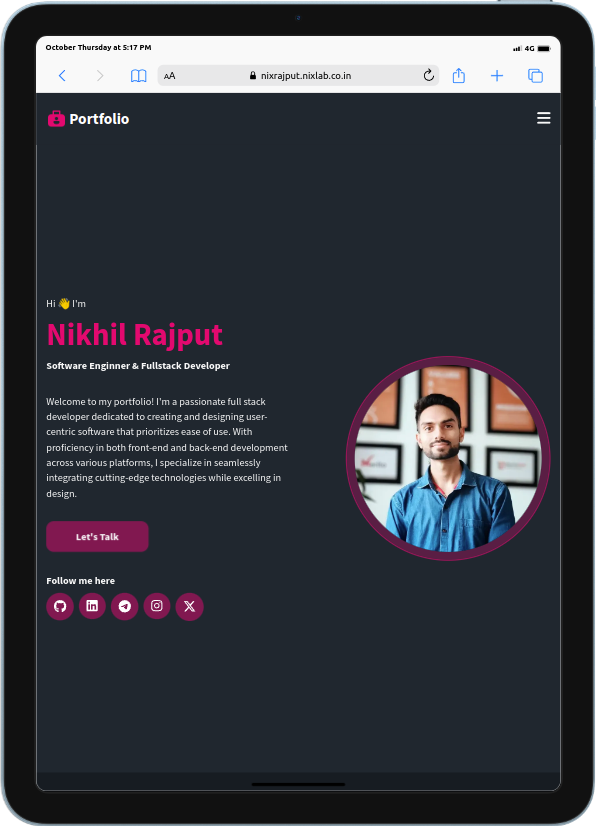 October Thursday at 5:17 PM
4G
AA
nixrajput.nixlab.co.in
Portfolio
Hi 👋 I'm
Nikhil Rajput
Software Enginner & Fullstack Developer
Welcome to my portfolio! I'm a passionate full stack
developer dedicated to creating and designing user-
centric software that prioritizes ease of use. With
proficiency in both front-end and back-end development
across various platforms, I specialize in seamlessly
integrating cutting-edge technologies while excelling in
design.
Let's Talk
Follow me here